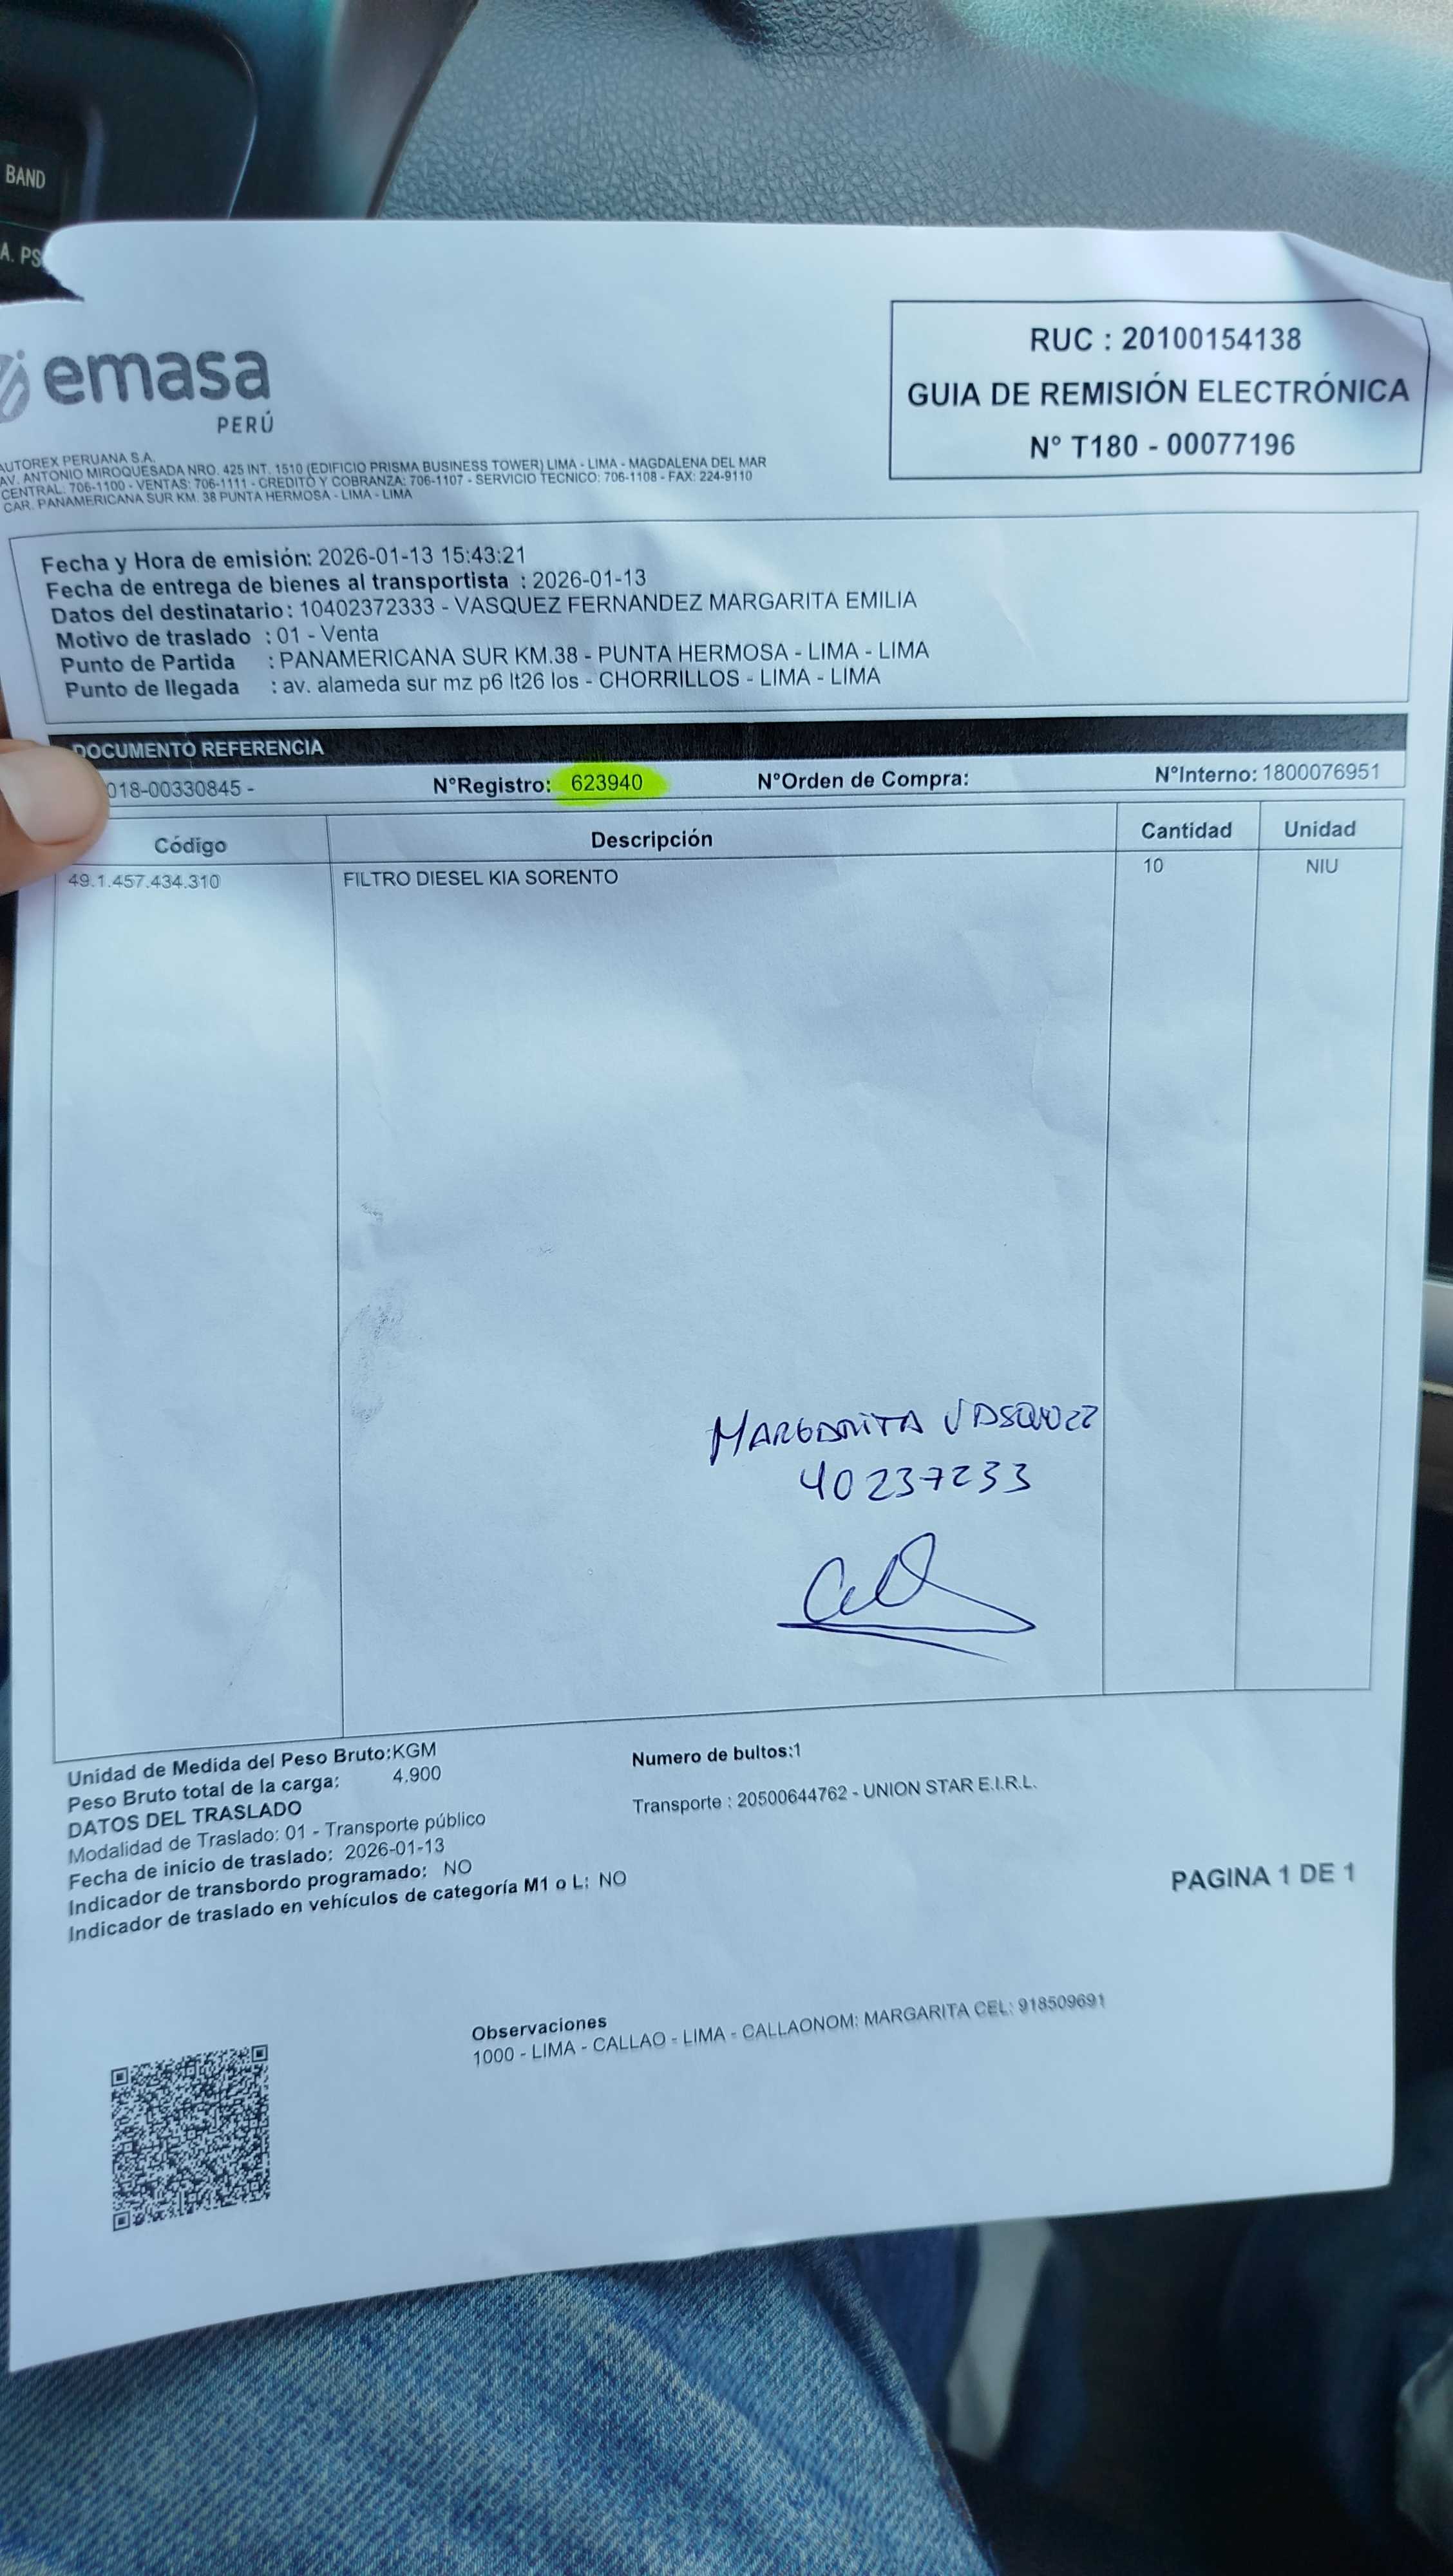 BAND
A. PS
emasa
PERÚ
RUC : 20100154138
GUIA DE REMISIÓN ELECTRÓNICA
N° T180 - 00077196
AUTOREX PERUANA S.A.
AV. ANTONIO MIROQUESADA NRO. 425 INT. 1510 (EDIFICIO PRISMA BUSINESS TOWER) LIMA - LIMA - MAGDALENA DEL MAR
CENTRAL: 706-1100 - VENTAS: 706-1111 - CREDITO Y COBRANZA: 706-1107 - SERVICIO TECNICO: 706-1108 - FAX: 224-9110
CAR. PANAMERICANA SUR KM. 38 PUNTA HERMOSA - LIMA - LIMA
Fecha y Hora de emisión: 2026-01-13 15:43:21
Fecha de entrega de bienes al transportista : 2026-01-13
Datos del destinatario : 10402372333 - VASQUEZ FERNANDEZ MARGARITA EMILIA
Motivo de traslado : 01 - Venta
Punto de Partida : PANAMERICANA SUR KM.38 - PUNTA HERMOSA - LIMA - LIMA
Punto de llegada : av. alameda sur mz p6 lt26 los - CHORRILLOS - LIMA - LIMA
DOCUMENTO REFERENCIA
018-00330845 - N°Registro: 623940 N°Orden de Compra: N°Interno: 1800076951
Código Descripción Cantidad Unidad
49.1.457.434.310 FILTRO DIESEL KIA SORENTO 10 NIU
MARGARITA VASQUEZ
40237233
Unidad de Medida del Peso Bruto:KGM Numero de bultos:1
Peso Bruto total de la carga: 4.900
DATOS DEL TRASLADO Transporte : 20500644762 - UNION STAR E.I.R.L.
Modalidad de Traslado: 01 - Transporte público
Fecha de inicio de traslado: 2026-01-13
Indicador de transbordo programado: NO
Indicador de traslado en vehículos de categoría M1 o L: NO
PAGINA 1 DE 1
Observaciones
1000 - LIMA - CALLAO - LIMA - CALLAONOM: MARGARITA CEL: 918509691